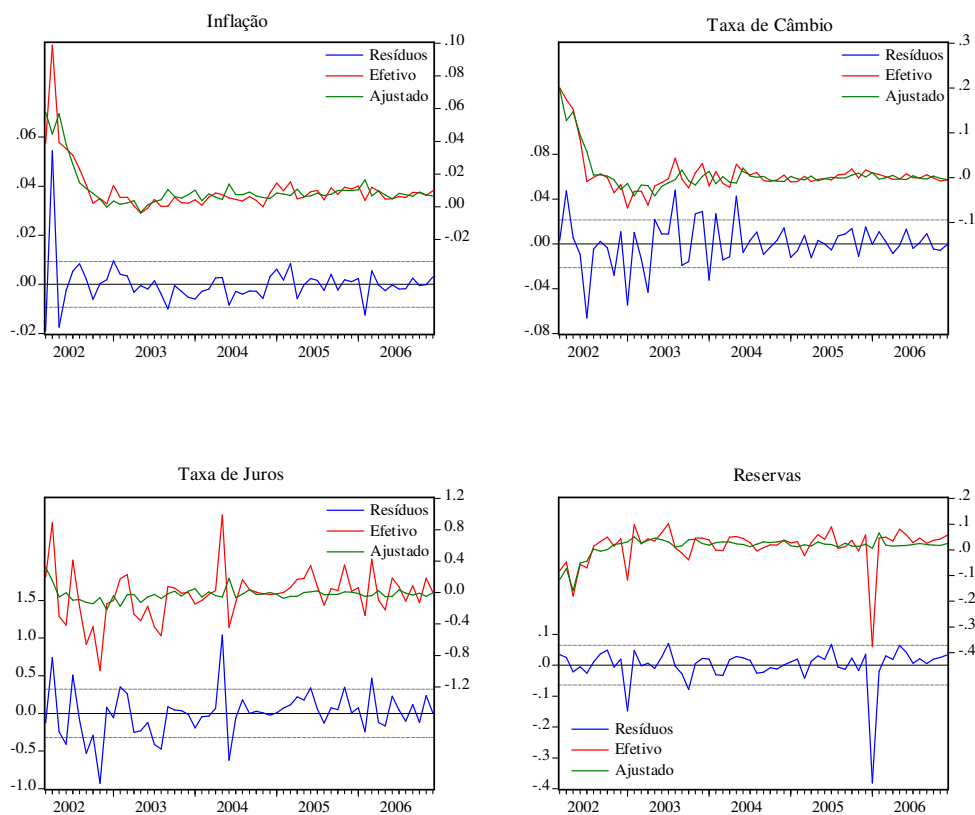 Inflação
Resíduos
Efetivo
Ajustado
.10
.08
.06
.04
.02
.00
-.02
.06
.04
.02
.00
-.02
2002 2003 2004 2005 2006
Taxa de Câmbio
Resíduos
Efetivo
Ajustado
.3
.2
.1
.0
-.1
.08
.04
.00
-.04
-.08
2002 2003 2004 2005 2006
Taxa de Juros
Resíduos
Efetivo
Ajustado
1.2
0.8
0.4
0.0
-0.4
-0.8
-1.2
1.5
1.0
0.5
0.0
-0.5
-1.0
2002 2003 2004 2005 2006
Reservas
.2
.1
.0
-.1
-.2
-.3
-.4
.1
.0
-.1
-.2
-.3
-.4
Resíduos
Efetivo
Ajustado
2002 2003 2004 2005 2006